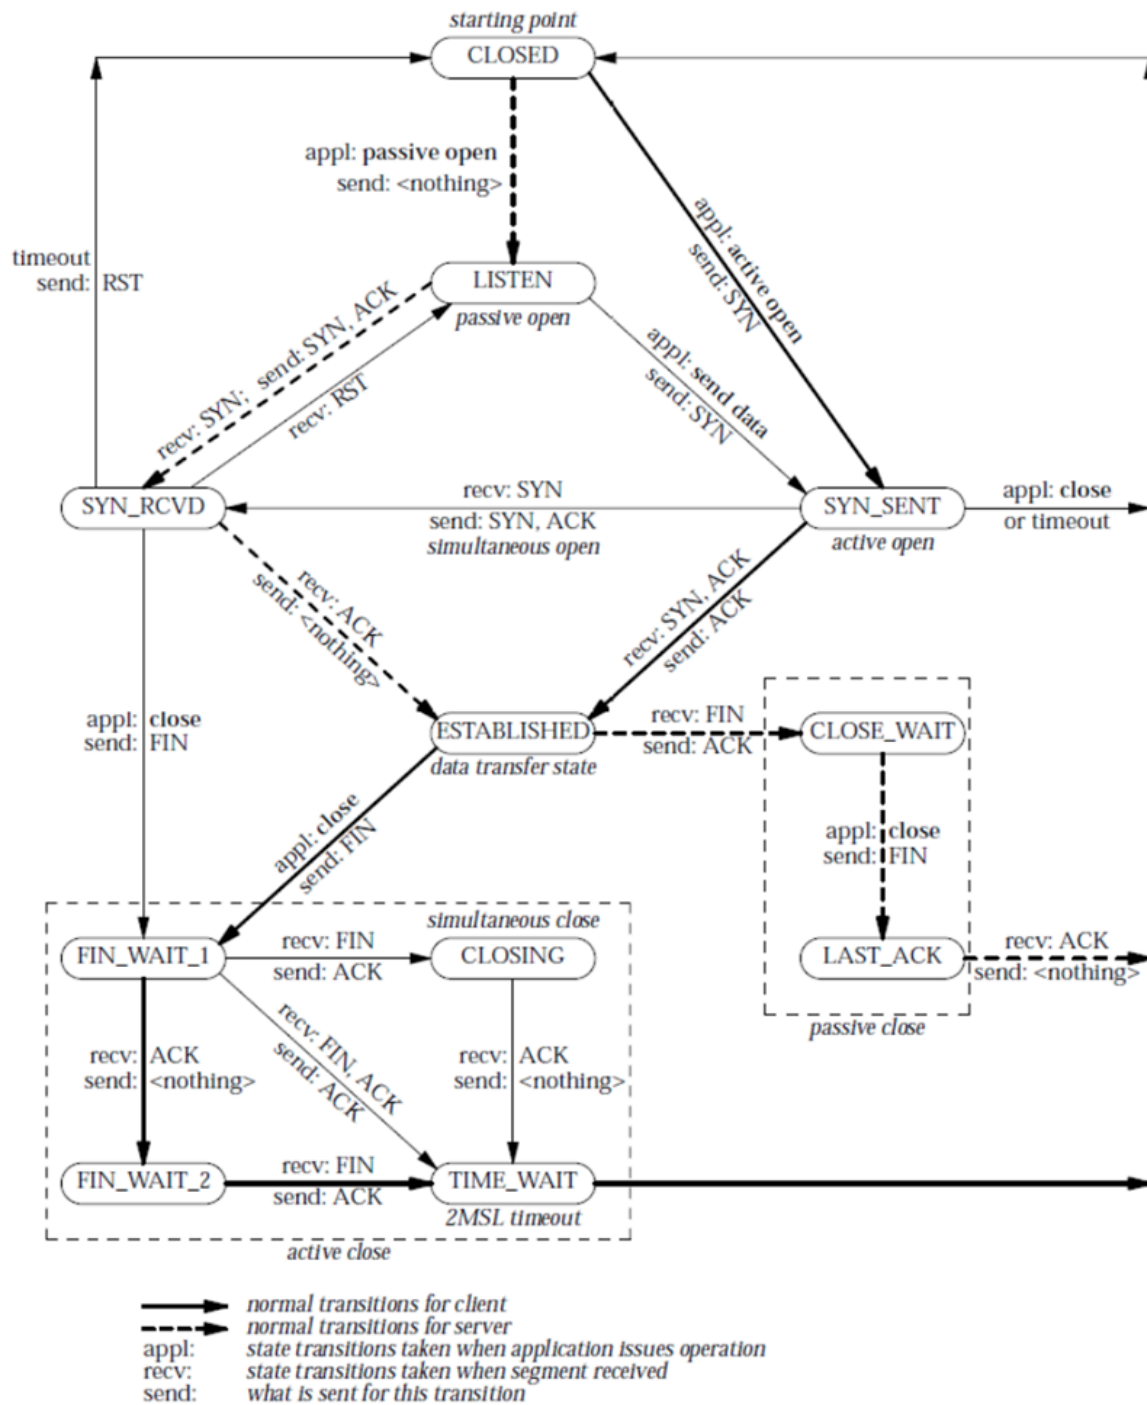 starting point
CLOSED
appl: passive open
send: <nothing>
appl: active open
send: SYN
timeout
send: RST
LISTEN
passive open
recv: SYN; send: SYN, ACK
recv: RST
appl: send data
send: SYN
SYN_RCVD
recv: SYN
send: SYN, ACK
simultaneous open
SYN_SENT
active open
appl: close
or timeout
recv: ACK
send: <nothing>
recv: SYN, ACK
send: ACK
appl: close
send: FIN
ESTABLISHED
data transfer state
recv: FIN
send: ACK
CLOSE_WAIT
appl: close
send: FIN
appl: close
send: FIN
simultaneous close
FIN_WAIT_1
recv: FIN
send: ACK
CLOSING
LAST_ACK
recv: ACK
send: <nothing>
passive close
recv: ACK
send: <nothing>
recv: FIN, ACK
send: ACK
recv: ACK
send: <nothing>
FIN_WAIT_2
recv: FIN
send: ACK
TIME_WAIT
2MSL timeout
active close
normal transitions for client
normal transitions for server
appl: state transitions taken when application issues operation
recv: state transitions taken when segment received
send: what is sent for this transition